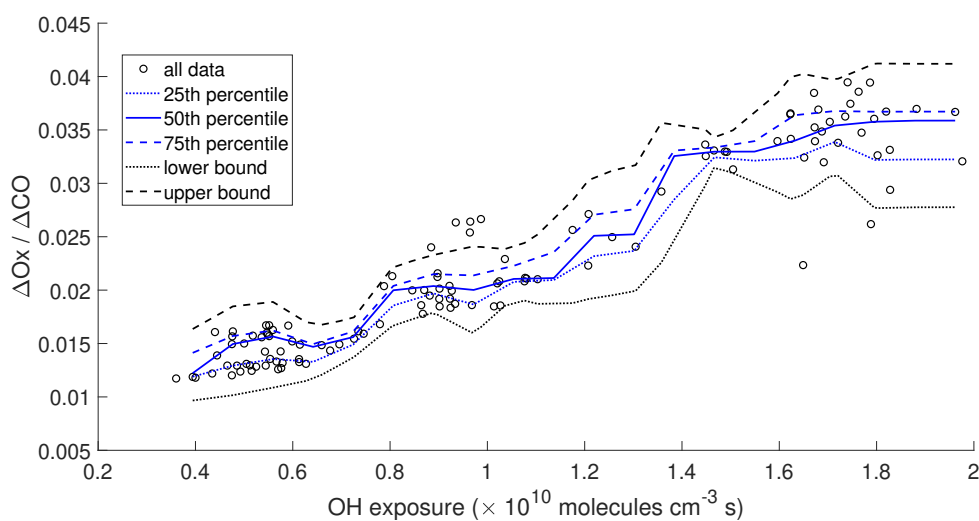 0.045
0.04
0.035
0.03
0.025
0.02
0.015
0.01
0.005
ΔOx / ΔCO
all data
25th percentile
50th percentile
75th percentile
lower bound
upper bound
0.2 0.4 0.6 0.8 1 1.2 1.4 1.6 1.8 2
OH exposure (× 10¹⁰ molecules cm⁻³ s)